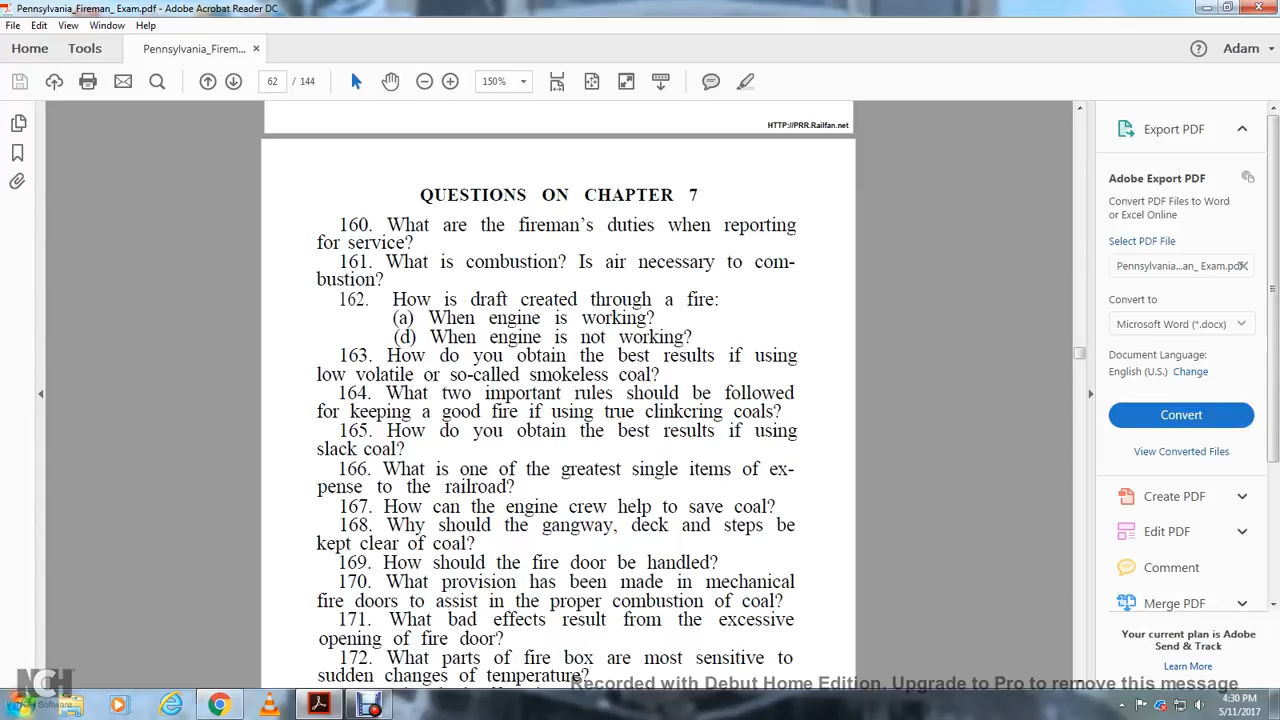 Pennsylvania_Fireman_ Exam.pdf - Adobe Acrobat Reader DC
File Edit View Window Help
Home Tools Pennsylvania_Firem... × Adam
62 / 144 150%
HTTP://PRR.Railfan.net
QUESTIONS ON CHAPTER 7
160. What are the fireman's duties when reporting
for service?
161. What is combustion? Is air necessary to com-
bustion?
162. How is draft created through a fire:
(a) When engine is working?
(d) When engine is not working?
163. How do you obtain the best results if using
low volatile or so-called smokeless coal?
164. What two important rules should be followed
for keeping a good fire if using true clinkcring coals?
165. How do you obtain the best results if using
slack coal?
166. What is one of the greatest single items of ex-
pense to the railroad?
167. How can the engine crew help to save coal?
168. Why should the gangway, deck and steps be
kept clear of coal?
169. How should the fire door be handled?
170. What provision has been made in mechanical
fire doors to assist in the proper combustion of coal?
171. What bad effects result from the excessive
opening of fire door?
172. What parts of fire box are most sensitive to
sudden changes of temperature?
Export PDF
Adobe Export PDF
Convert PDF Files to Word
or Excel Online
Select PDF File
Pennsylvania...an_ Exam.pdf
Convert to
Microsoft Word (*.docx)
Document Language:
English (U.S.) Change
Convert
View Converted Files
Create PDF
Edit PDF
Comment
Merge PDF
Your current plan is Adobe
Send & Track
Learn More
Recorded with Debut Home Edition. Upgrade to Pro to remove this message
NCH
Software
4:30 PM
5/11/2017